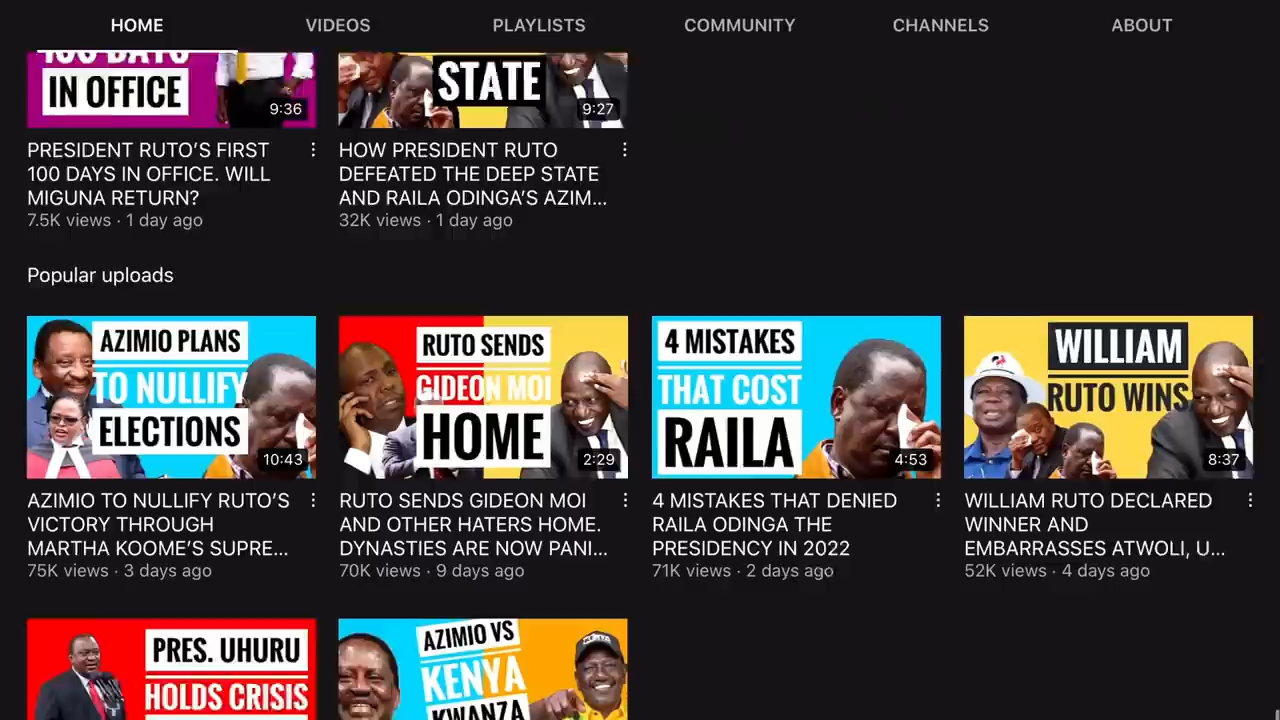 HOME VIDEOS PLAYLISTS COMMUNITY CHANNELS ABOUT
100 DAYS
IN OFFICE
9:36
STATE
9:27
PRESIDENT RUTO’S FIRST
100 DAYS IN OFFICE. WILL
MIGUNA RETURN?
7.5K views · 1 day ago
HOW PRESIDENT RUTO
DEFEATED THE DEEP STATE
AND RAILA ODINGA’S AZIM...
32K views · 1 day ago
Popular uploads
AZIMIO PLANS
TO NULLIFY
ELECTIONS
10:43
RUTO SENDS
GIDEON MOI
HOME
2:29
4 MISTAKES
THAT COST
RAILA
4:53
WILLIAM
RUTO WINS
8:37
AZIMIO TO NULLIFY RUTO’S
VICTORY THROUGH
MARTHA KOOME’S SUPRE...
75K views · 3 days ago
RUTO SENDS GIDEON MOI
AND OTHER HATERS HOME.
DYNASTIES ARE NOW PANI...
70K views · 9 days ago
4 MISTAKES THAT DENIED
RAILA ODINGA THE
PRESIDENCY IN 2022
71K views · 2 days ago
WILLIAM RUTO DECLARED
WINNER AND
EMBARRASSES ATWOLI, U...
52K views · 4 days ago
PRES. UHURU
HOLDS CRISIS
AZIMIO VS
KENYA
KWANZA